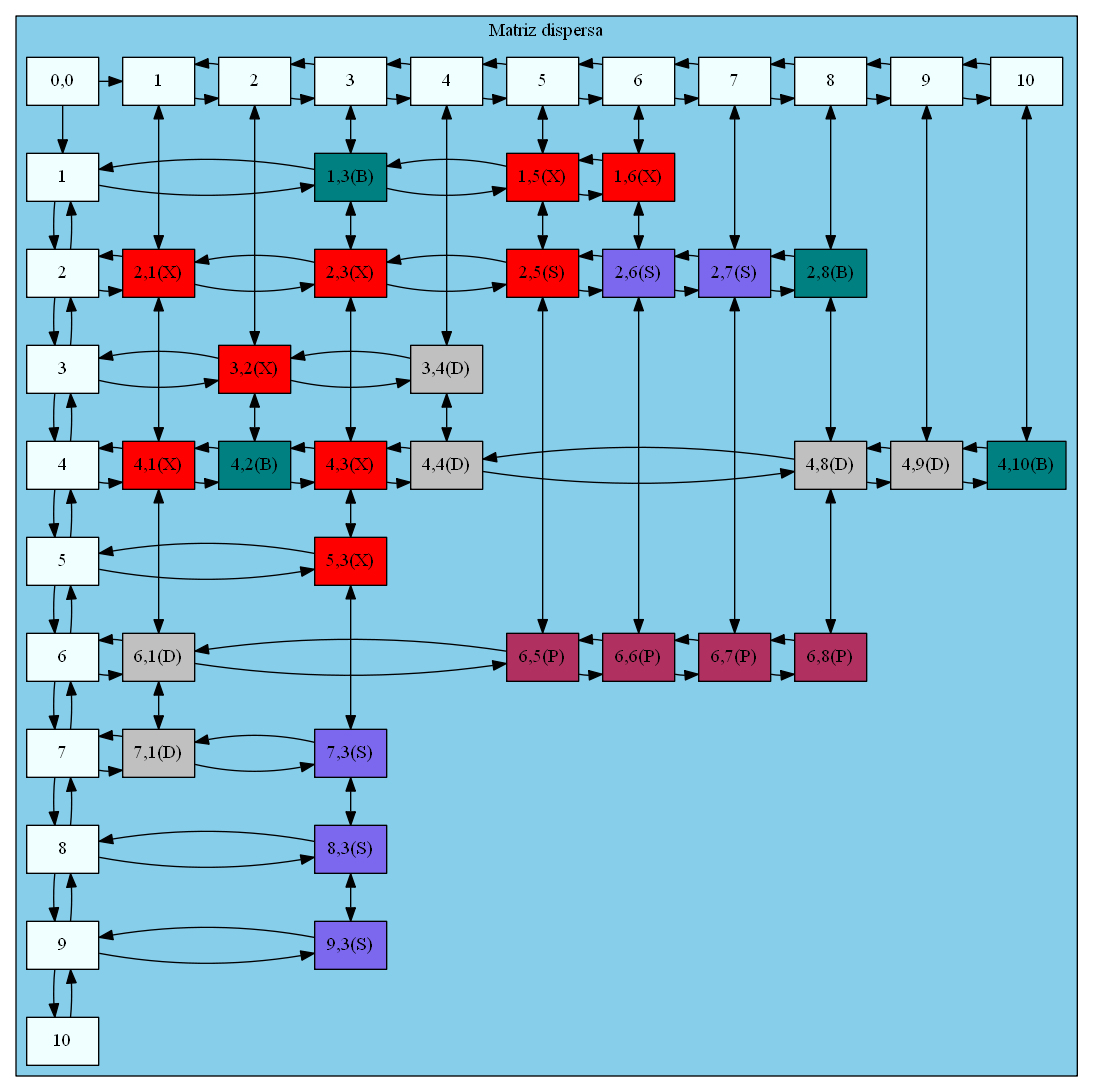 Matriz dispersa
0,0 1 2 3 4 5 6 7 8 9 10
1 1,3(B) 1,5(X) 1,6(X)
2 2,1(X) 2,3(X) 2,5(S) 2,6(S) 2,7(S) 2,8(B)
3 3,2(X) 3,4(D)
4 4,1(X) 4,2(B) 4,3(X) 4,4(D) 4,8(D) 4,9(D) 4,10(B)
5 5,3(X)
6 6,1(D) 6,5(P) 6,6(P) 6,7(P) 6,8(P)
7 7,1(D) 7,3(S)
8 8,3(S)
9 9,3(S)
10